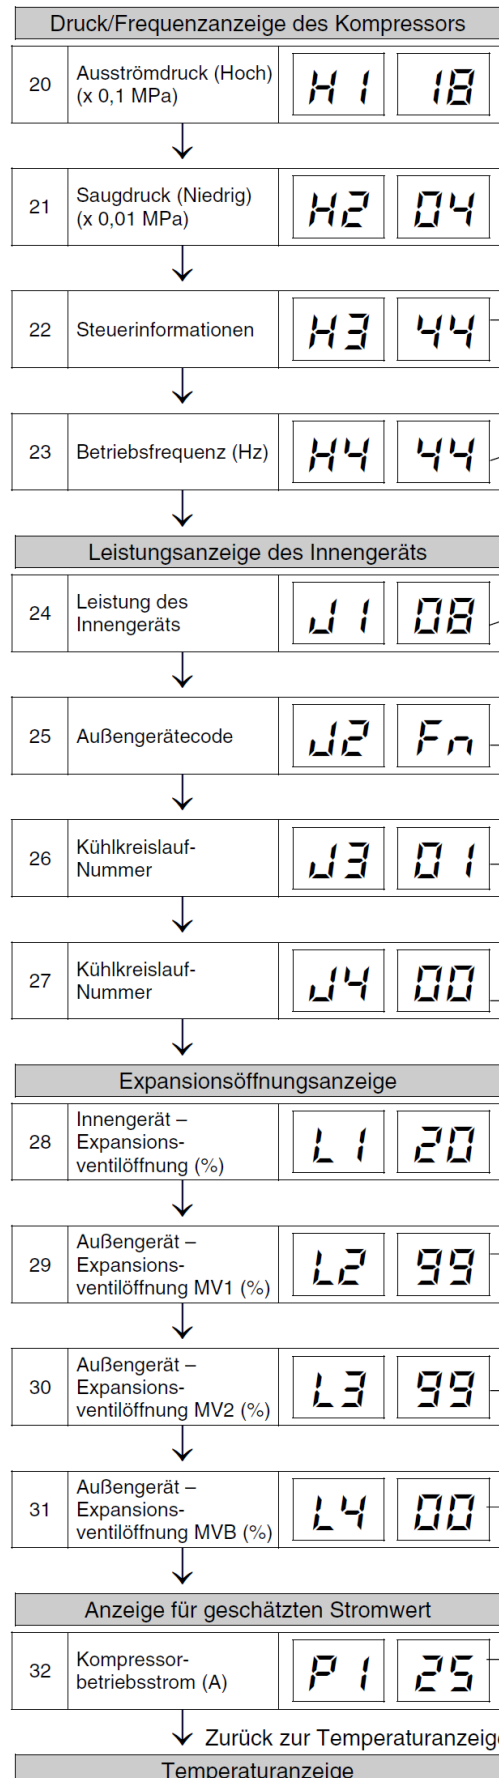 Druck/Frequenzanzeige des Kompressors
20 Ausströmdruck (Hoch) (x 0,1 MPa) H1 18
21 Saugdruck (Niedrig) (x 0,01 MPa) H2 04
22 Steuerinformationen H3 44
23 Betriebsfrequenz (Hz) H4 44
Leistungsanzeige des Innengeräts
24 Leistung des Innengeräts J1 08
25 Außengerätecode J2 Fn
26 Kühlkreislauf-Nummer J3 01
27 Kühlkreislauf-Nummer J4 00
Expansionsöffnungsanzeige
28 Innengerät – Expansions-ventilöffnung (%) L1 20
29 Außengerät – Expansions-ventilöffnung MV1 (%) L2 99
30 Außengerät – Expansions-ventilöffnung MV2 (%) L3 99
31 Außengerät – Expansions-ventilöffnung MVB (%) L4 00
Anzeige für geschätzten Stromwert
32 Kompressor-betriebsstrom (A) P1 25
Zurück zur Temperaturanzeige
Temperaturanzeige